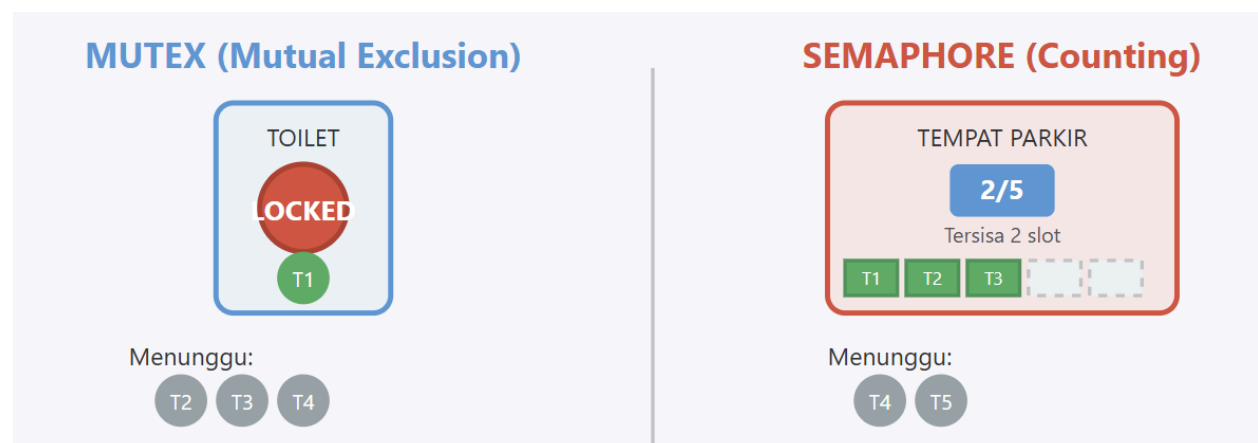 MUTEX (Mutual Exclusion)
TOILET
LOCKED
T1
Menunggu:
T2 T3 T4
SEMAPHORE (Counting)
TEMPAT PARKIR
2/5
Tersisa 2 slot
T1 T2 T3
Menunggu:
T4 T5